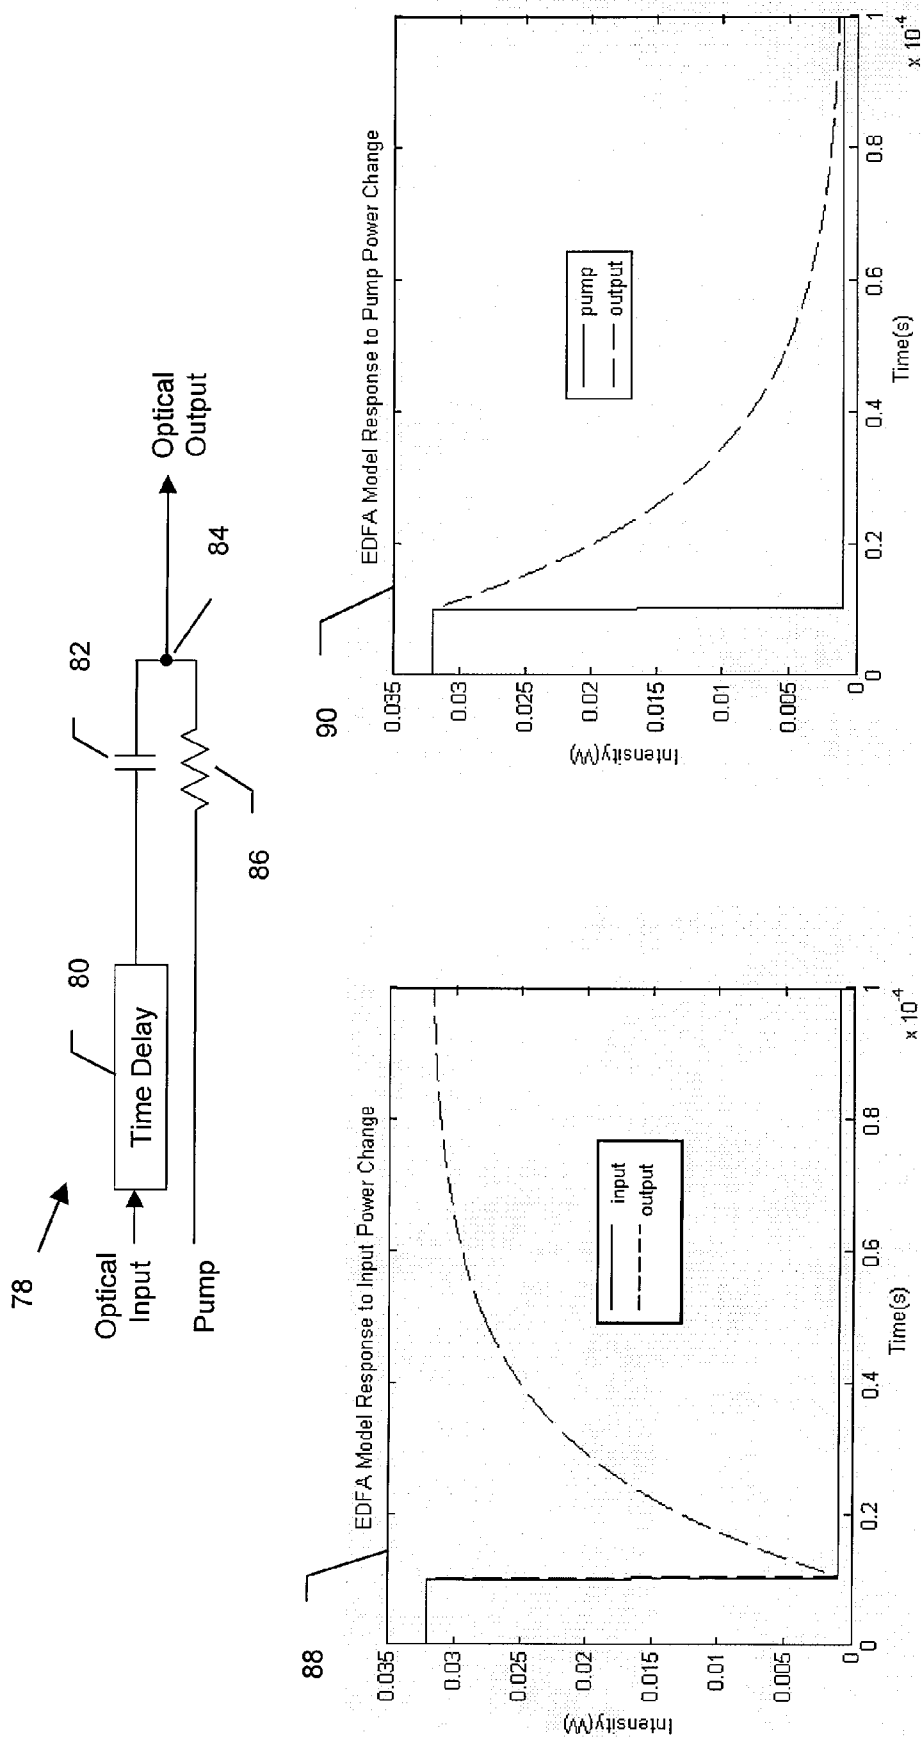 78
Optical
Input
Pump
80
Time Delay
82
86
84
Optical
Output
88
EDFA Model Response to Input Power Change
0.035
0.03
0.025
0.02
0.015
0.01
0.005
0
Intensity(W)
input
output
0 0.2 0.4 0.6 0.8 1
Time(s)
x 10-4
90
EDFA Model Response to Pump Power Change
0.035
0.03
0.025
0.02
0.015
0.01
0.005
0
Intensity(W)
pump
output
0 0.2 0.4 0.6 0.8 1
Time(s)
x 10-4